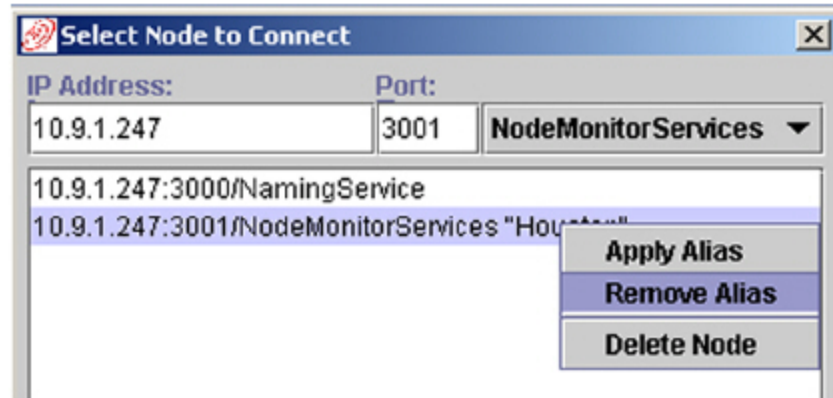 Select Node to Connect
IP Address: Port:
10.9.1.247 3001 NodeMonitorServices
10.9.1.247:3000/NamingService
10.9.1.247:3001/NodeMonitorServices "Houston"
Apply Alias
Remove Alias
Delete Node